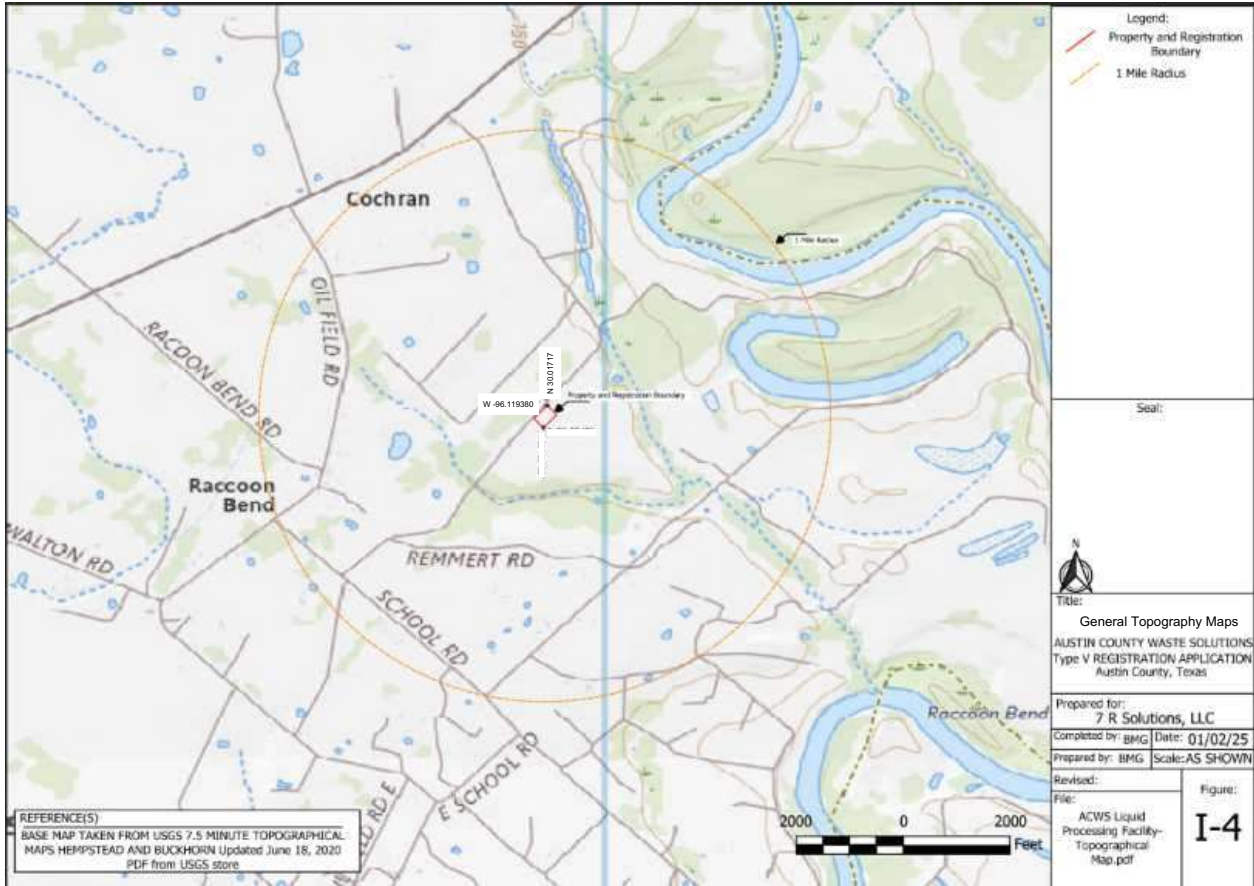 150
Cochran
OIL FIELD RD
RACOON BEND RD
1 Mile Radius
N 30.01717
W -96.119380
Property and Registration Boundary
Raccoon
Bend
WALTON RD
REMMERT RD
SCHOOL RD
E SCHOOL RD
LD RD E
Raccoon Bend
2000 0 2000
Feet
REFERENCE(S)
BASE MAP TAKEN FROM USGS 7.5 MINUTE TOPOGRAPHICAL
MAPS HEMPSTEAD AND BUCKHORN Updated June 18, 2020
PDF from USGS store
Legend:
Property and Registration
Boundary
1 Mile Radius
Seal:
N
Title:
General Topography Maps
AUSTIN COUNTY WASTE SOLUTIONS
Type V REGISTRATION APPLICATION
Austin County, Texas
Prepared for:
7 R Solutions, LLC
Completed by: BMG Date: 01/02/25
Prepared by: BMG Scale:AS SHOWN
Revised:
File:
ACWS Liquid
Processing Facility-
Topographical
Map.pdf
Figure:
I-4